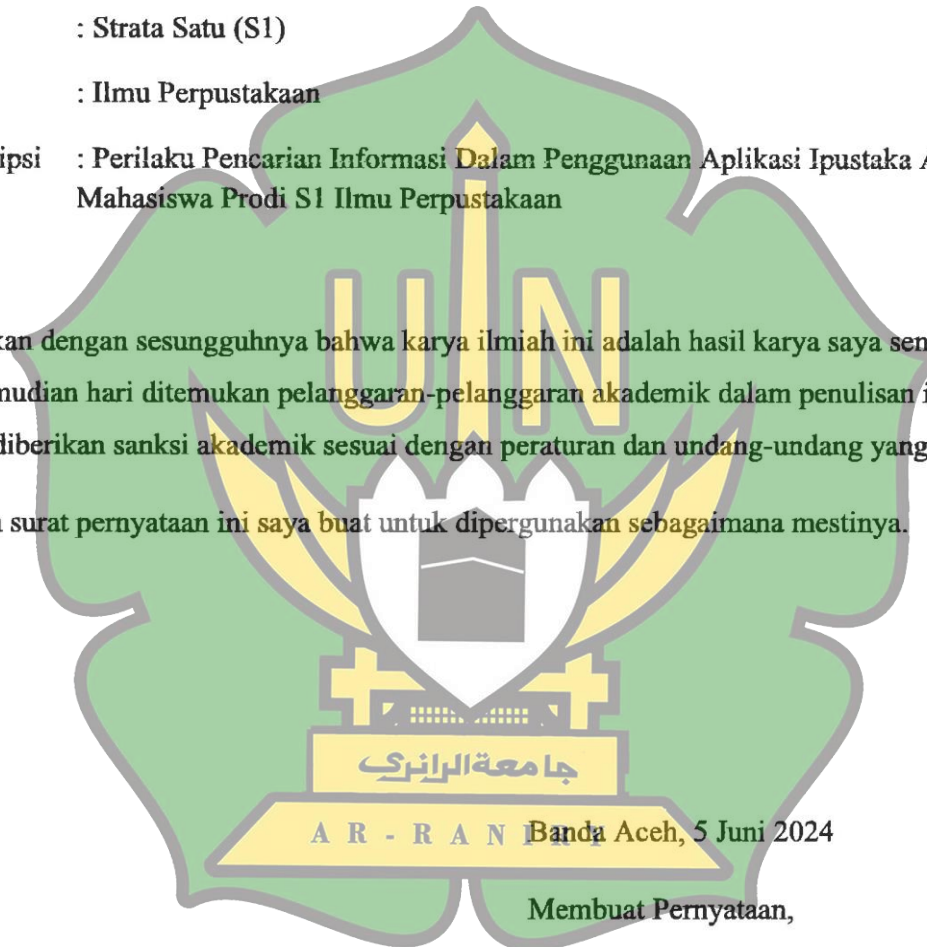 : Strata Satu (S1)
: Ilmu Perpustakaan
ipsi : Perilaku Pencarian Informasi Dalam Penggunaan Aplikasi Ipustaka A
Mahasiswa Prodi S1 Ilmu Perpustakaan
UIN
kan dengan sesungguhnya bahwa karya ilmiah ini adalah hasil karya saya sen
mudian hari ditemukan pelanggaran-pelanggaran akademik dalam penulisan i
diberikan sanksi akademik sesuai dengan peraturan dan undang-undang yang
surat pernyataan ini saya buat untuk dipergunakan sebagaimana mestinya.
جامعة الرانري
AR-RANIRY
Banda Aceh, 5 Juni 2024
Membuat Pernyataan,